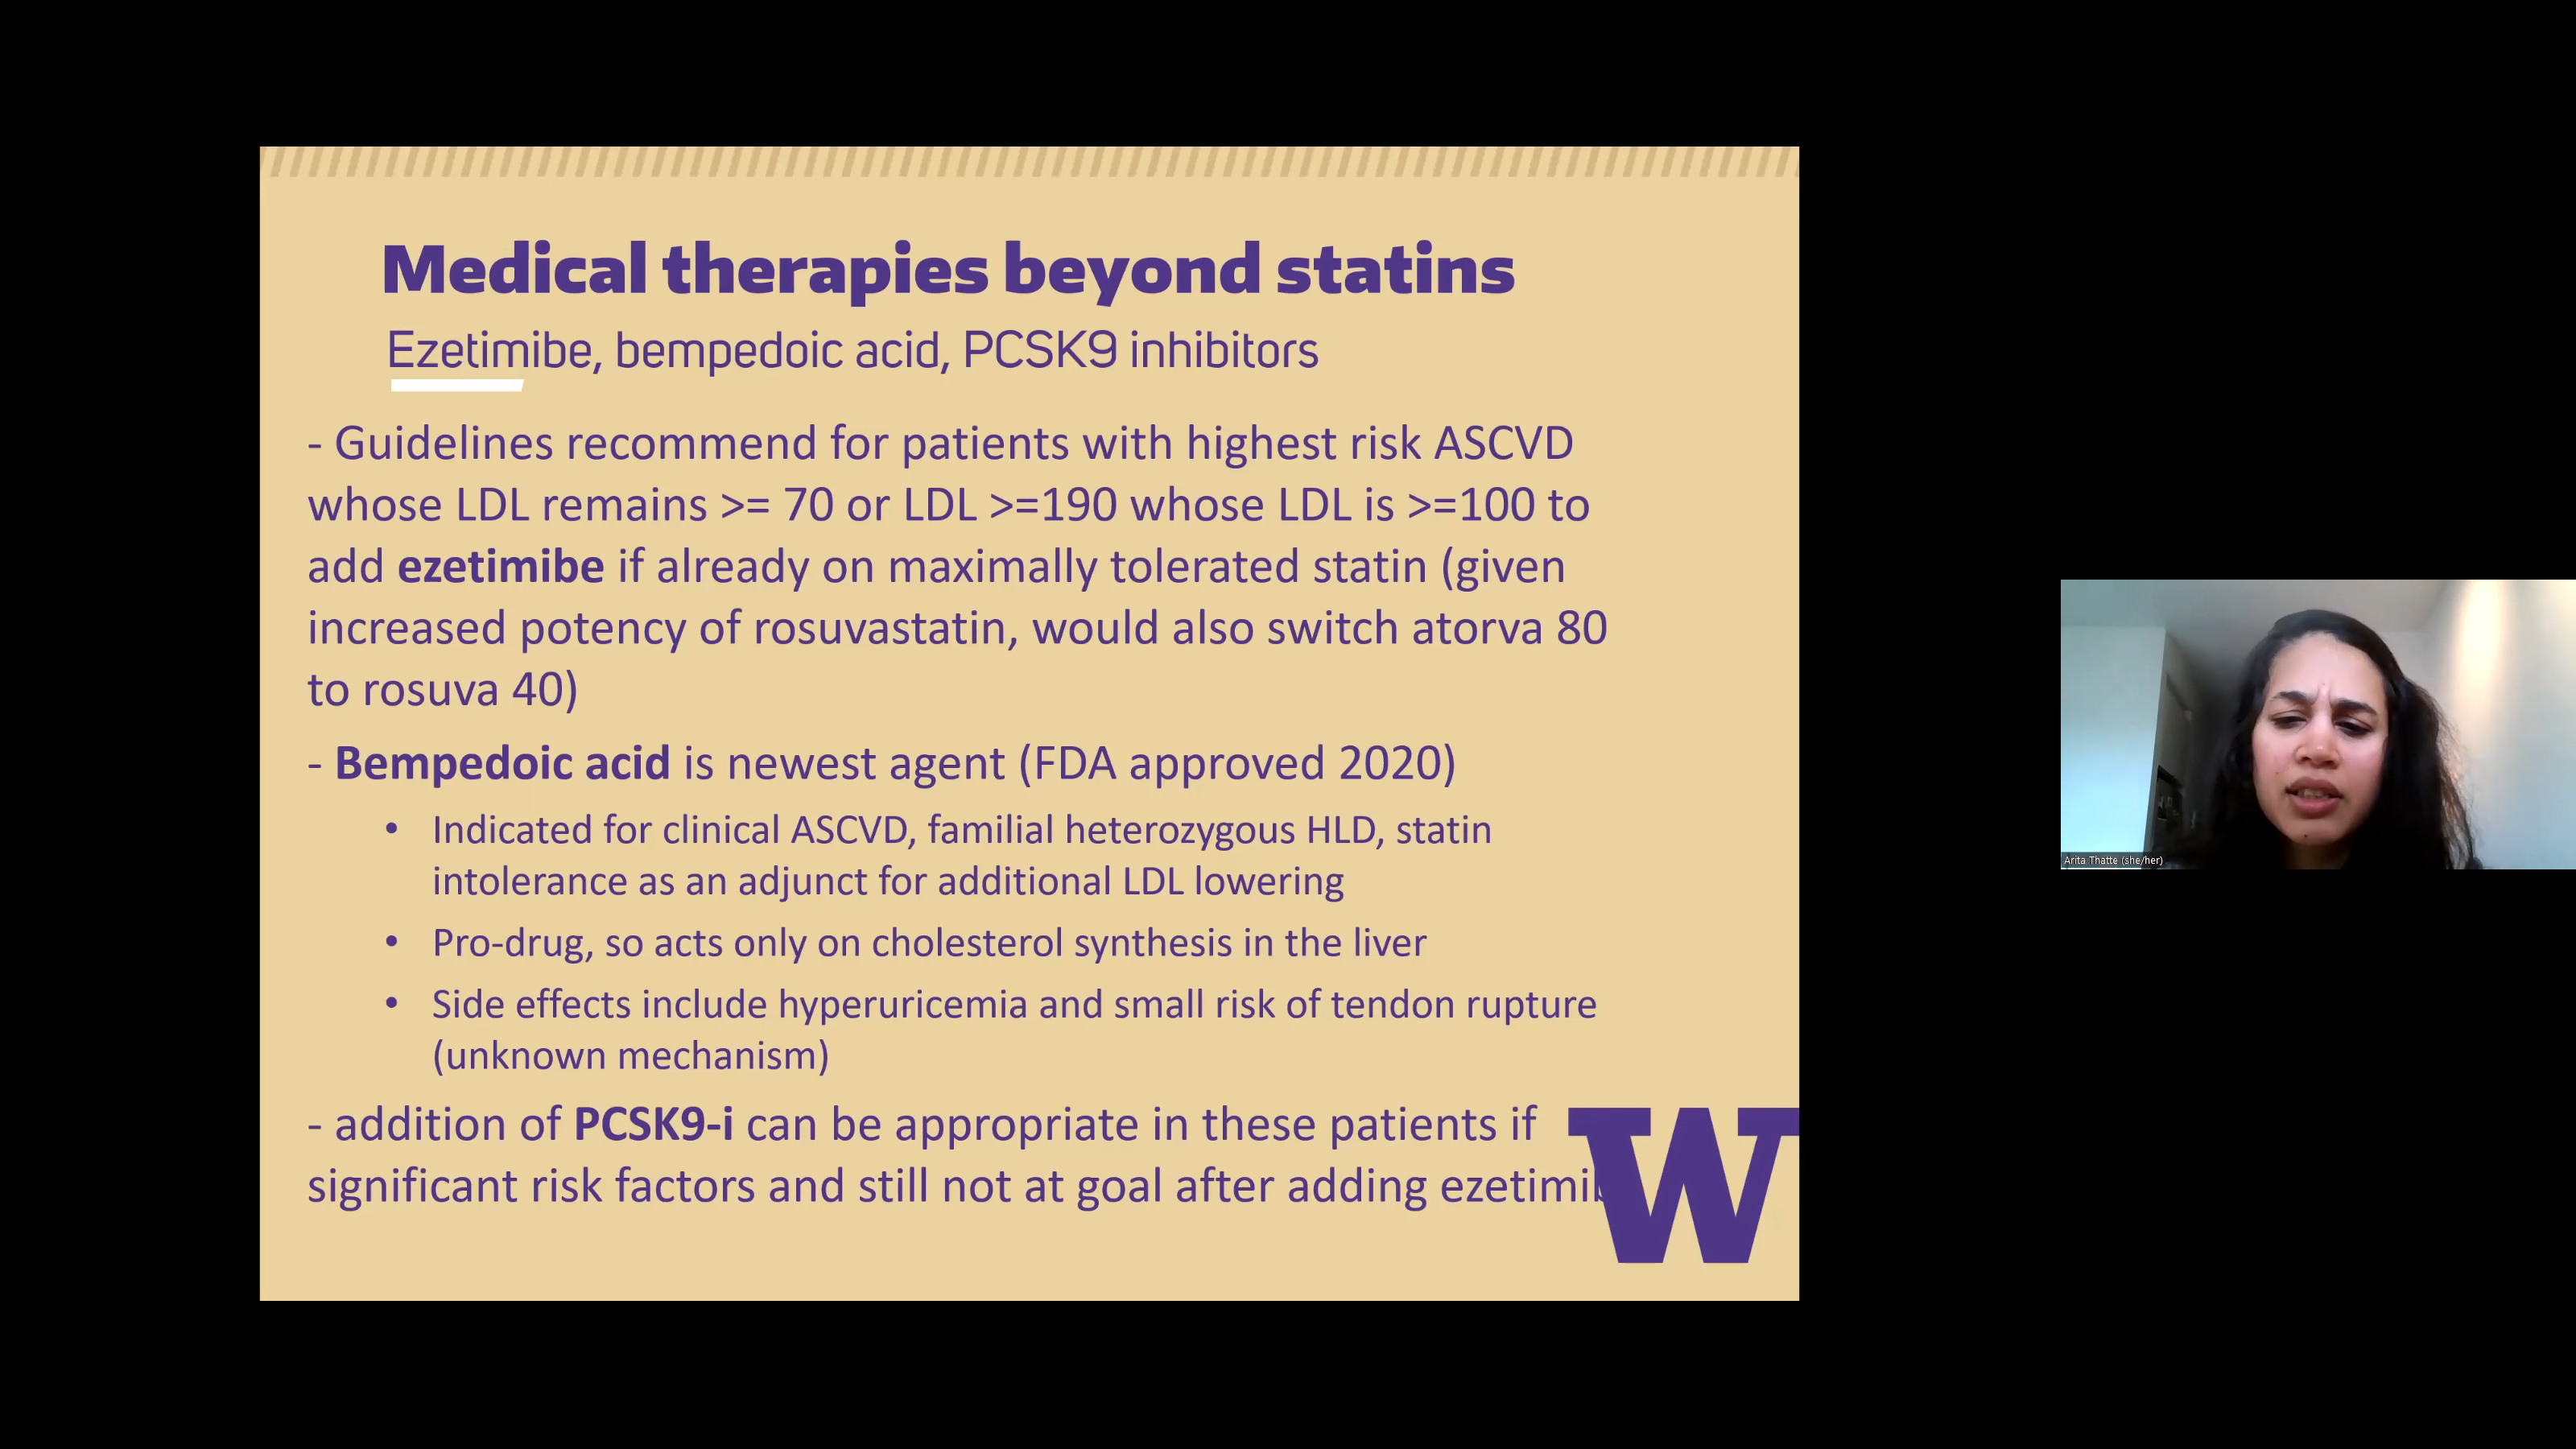 Medical therapies beyond statins
Ezetimibe, bempedoic acid, PCSK9 inhibitors
- Guidelines recommend for patients with highest risk ASCVD
whose LDL remains >= 70 or LDL >=190 whose LDL is >=100 to
add ezetimibe if already on maximally tolerated statin (given
increased potency of rosuvastatin, would also switch atorva 80
to rosuva 40)
- Bempedoic acid is newest agent (FDA approved 2020)
• Indicated for clinical ASCVD, familial heterozygous HLD, statin
intolerance as an adjunct for additional LDL lowering
• Pro-drug, so acts only on cholesterol synthesis in the liver
• Side effects include hyperuricemia and small risk of tendon rupture
(unknown mechanism)
- addition of PCSK9-i can be appropriate in these patients if
significant risk factors and still not at goal after adding
W
Arita Thatte (she/her)